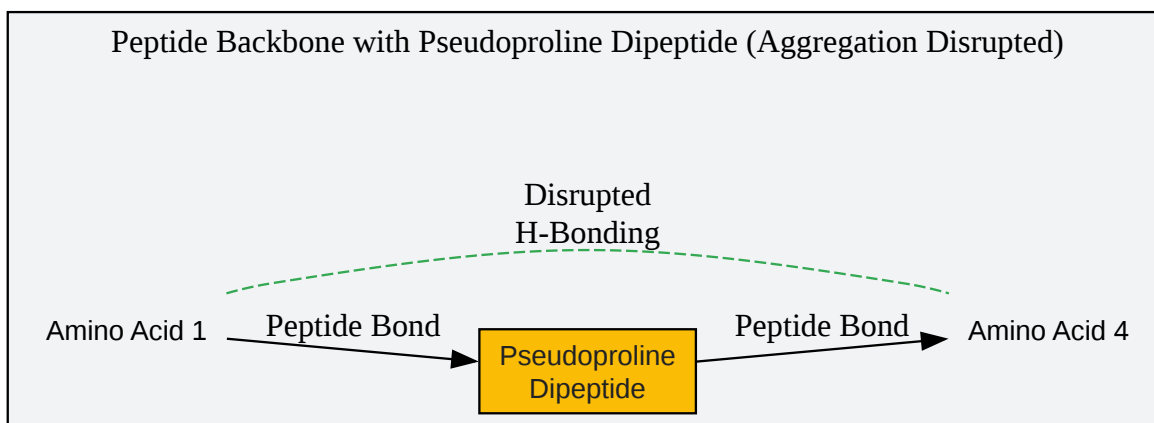 Peptide Backbone with Pseudoproline Dipeptide (Aggregation Disrupted)
Disrupted
H-Bonding
Amino Acid 1
Peptide Bond
Pseudoproline
Dipeptide
Peptide Bond
Amino Acid 4